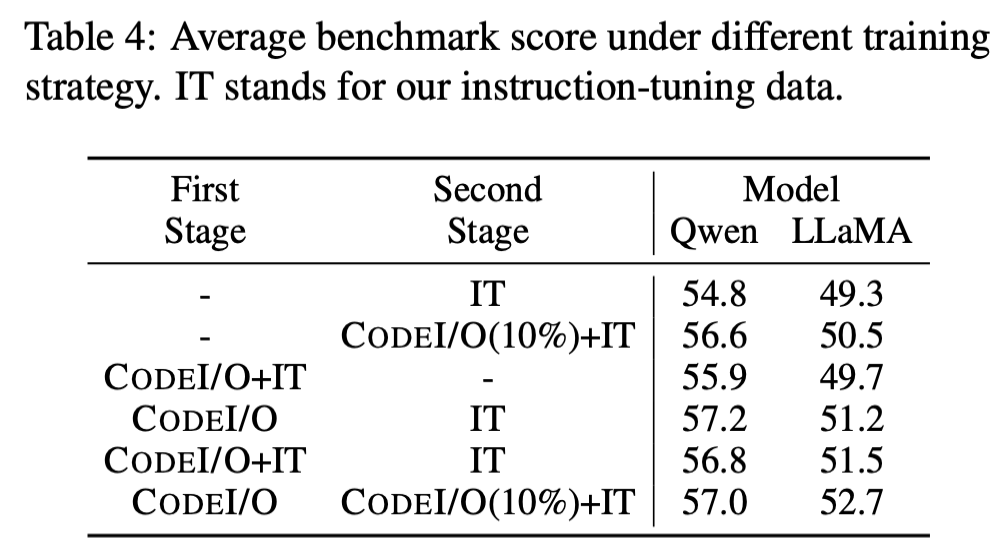 Table 4: Average benchmark score under different training
strategy. IT stands for our instruction-tuning data.
First Second Model
Stage Stage Qwen LLaMA
- IT 54.8 49.3
- CODEI/O(10%)+IT 56.6 50.5
CODEI/O+IT - 55.9 49.7
CODEI/O IT 57.2 51.2
CODEI/O+IT IT 56.8 51.5
CODEI/O CODEI/O(10%)+IT 57.0 52.7